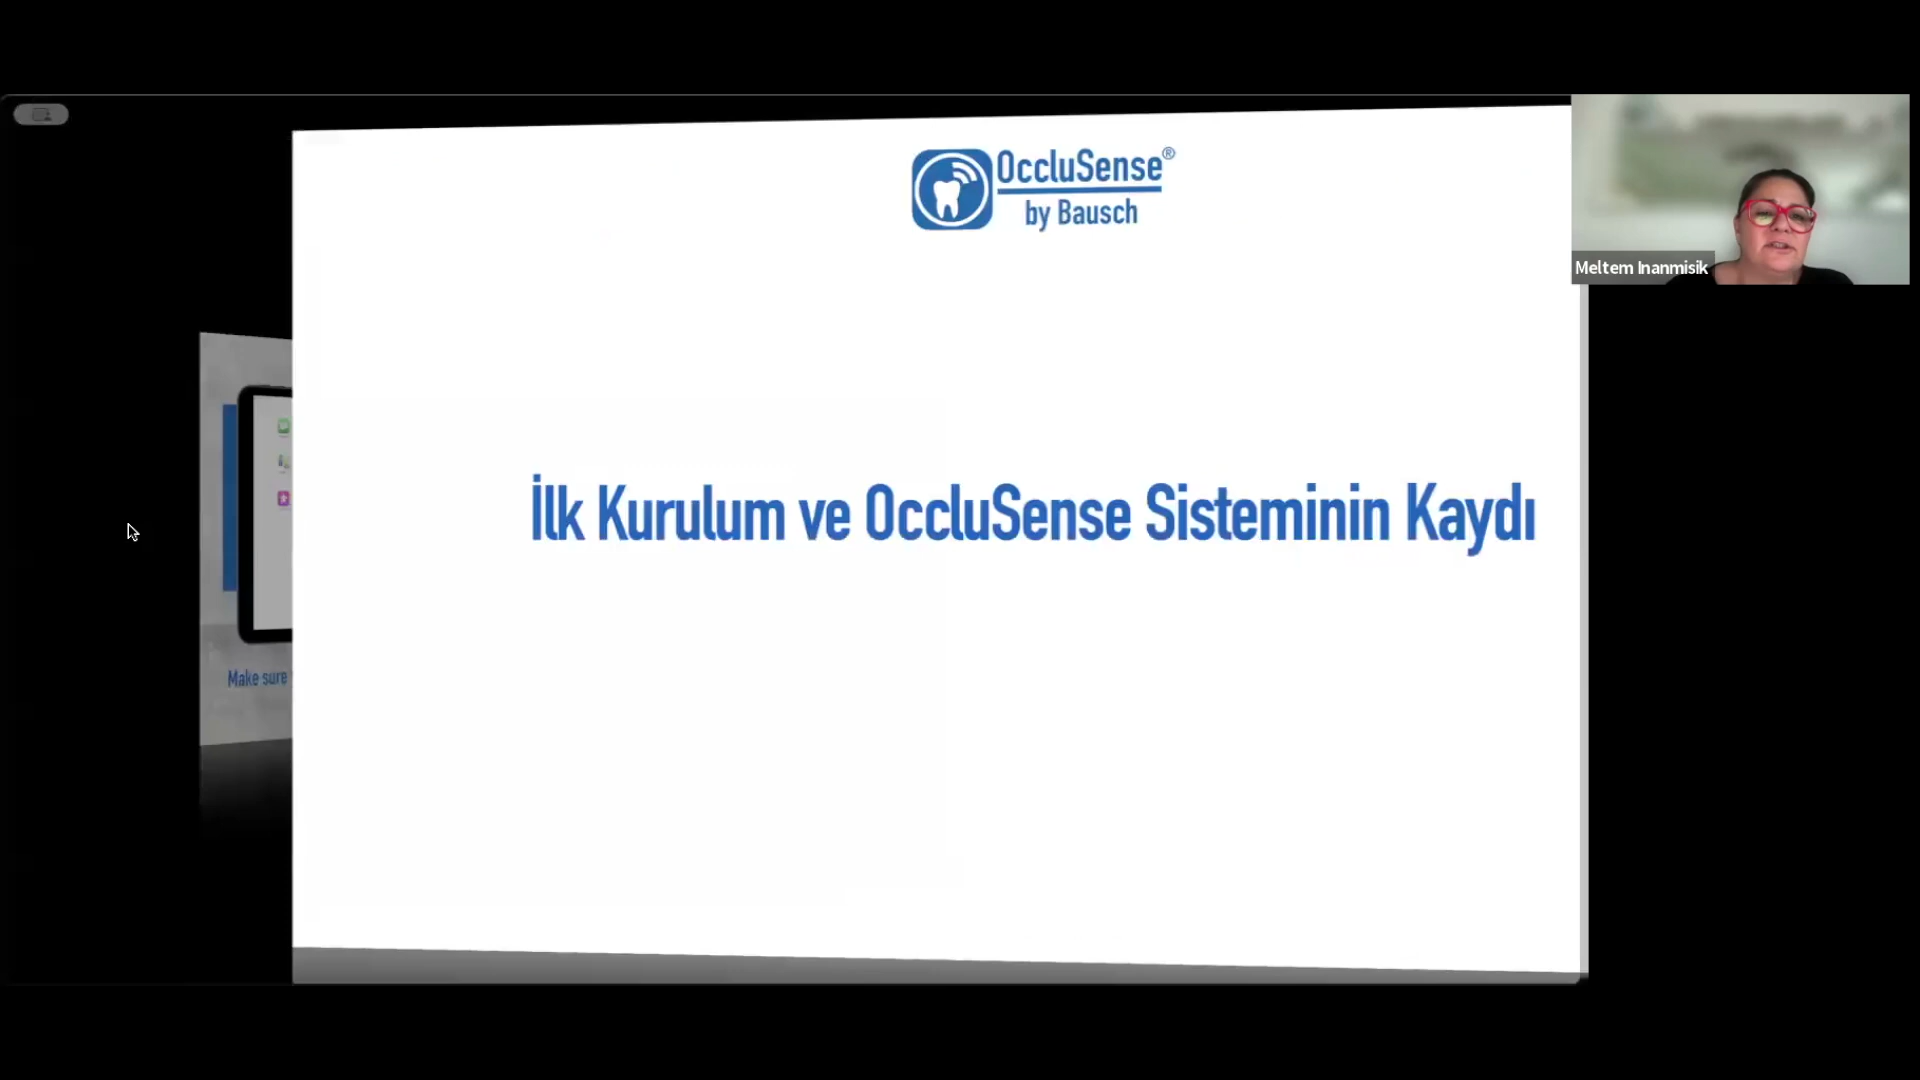 OccluSense®
by Bausch
Meltem Inanmisik
İlk Kurulum ve OccluSense Sisteminin Kaydı
Make sure